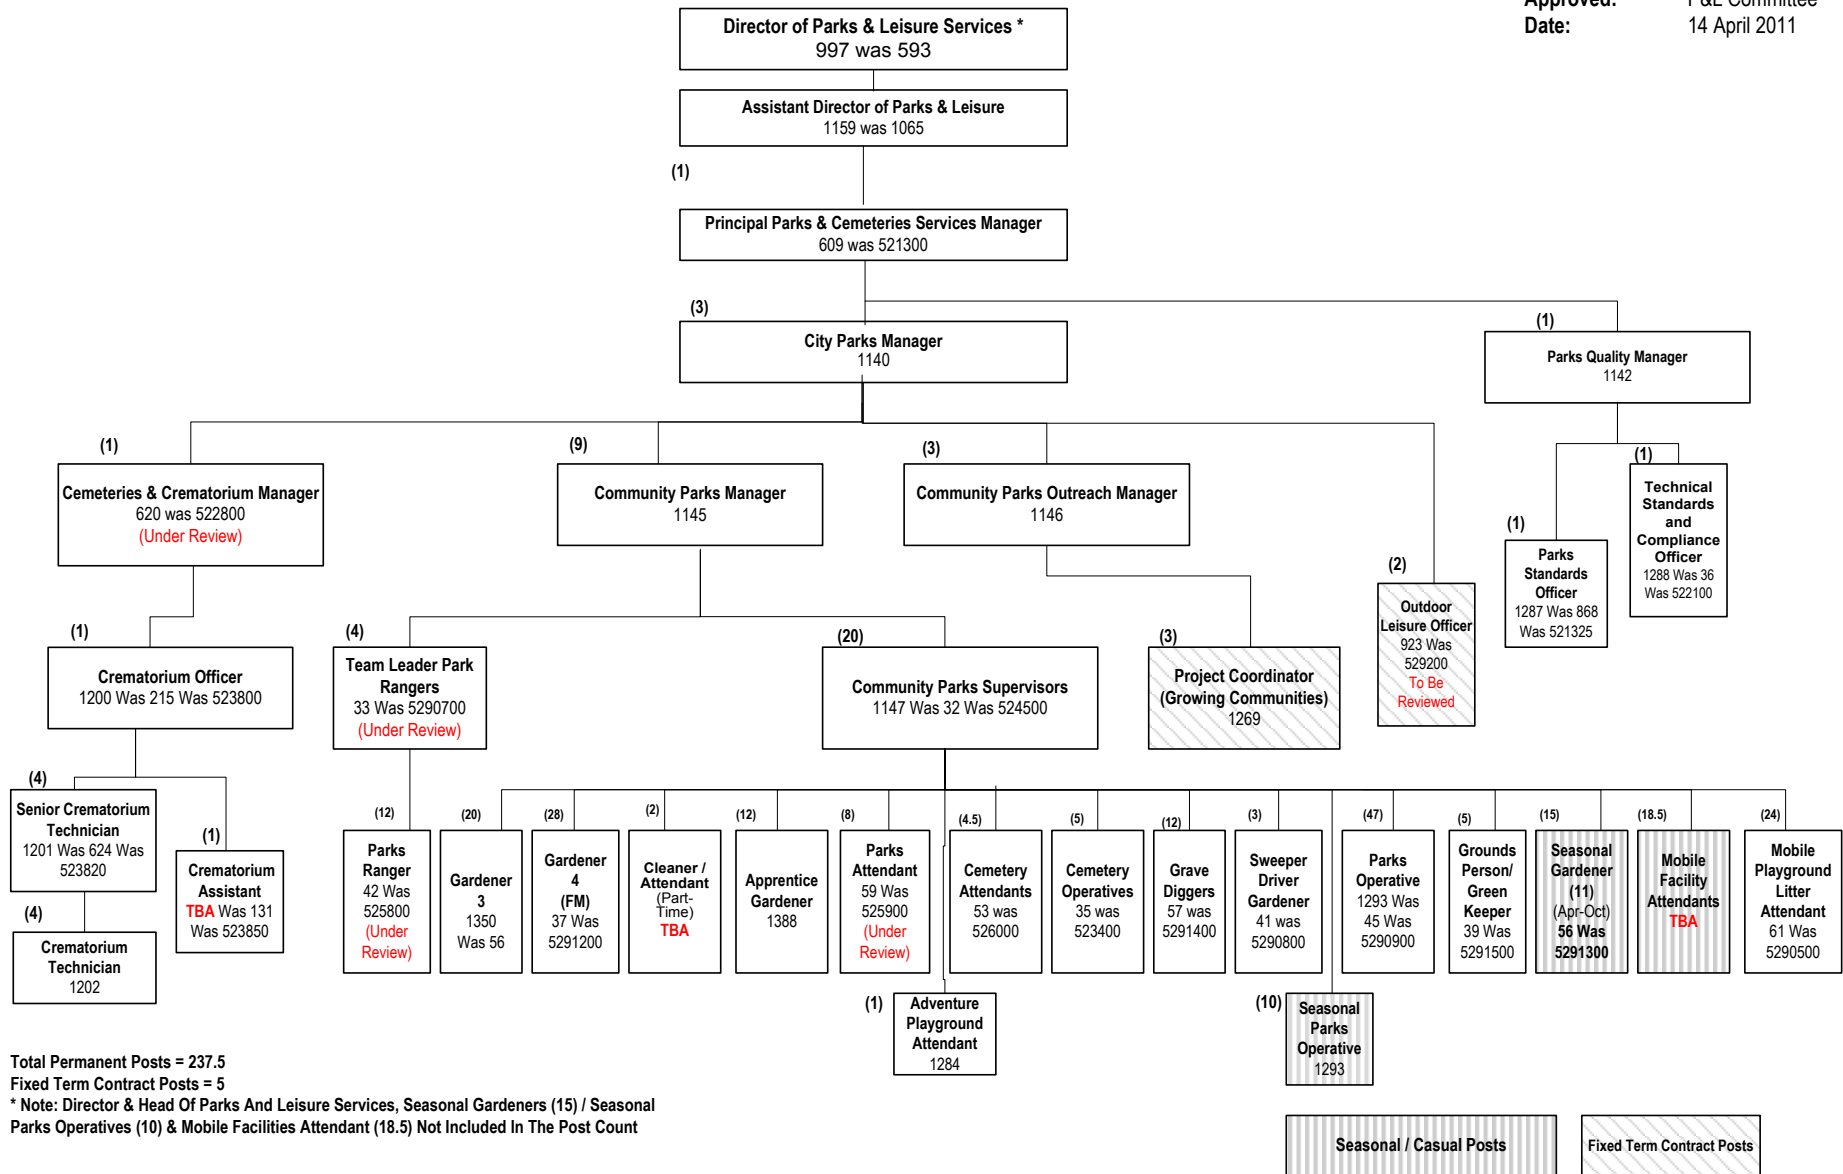 Approved: P&L Committee
Date: 14 April 2011
Director of Parks & Leisure Services *
997 was 593
Assistant Director of Parks & Leisure
1159 was 1065
(1)
Principal Parks & Cemeteries Services Manager
609 was 521300
(3)
City Parks Manager
1140
(1)
Parks Quality Manager
1142
(1)
Cemeteries & Crematorium Manager
620 was 522800
(Under Review)
(9)
Community Parks Manager
1145
(3)
Community Parks Outreach Manager
1146
(2)
Outdoor
Leisure Officer
923 Was
529200
To Be
Reviewed
(1)
Parks
Standards
Officer
1287 Was 868
Was 521325
(1)
Technical
Standards
and
Compliance
Officer
1288 Was 36
Was 522100
(1)
Crematorium Officer
1200 Was 215 Was 523800
(4)
Team Leader Park
Rangers
33 Was 5290700
(Under Review)
(20)
Community Parks Supervisors
1147 Was 32 Was 524500
(3)
Project Coordinator
(Growing Communities)
1269
(4)
Senior Crematorium
Technician
1201 Was 624 Was
523820
(1)
Crematorium
Assistant
TBA Was 131
Was 523850
(4)
Crematorium
Technician
1202
(12)
Parks
Ranger
42 Was
525800
(Under
Review)
(20)
Gardener
3
1350
Was 56
(28)
Gardener
4
(FM)
37 Was
5291200
(2)
Cleaner /
Attendant
(Part-
Time)
TBA
(12)
Apprentice
Gardener
1388
(8)
Parks
Attendant
59 Was
525900
(Under
Review)
(4.5)
Cemetery
Attendants
53 was
526000
(5)
Cemetery
Operatives
35 was
523400
(12)
Grave
Diggers
57 was
5291400
(3)
Sweeper
Driver
Gardener
41 was
5290800
(47)
Parks
Operative
1293 Was
45 Was
5290900
(5)
Grounds
Person/
Green
Keeper
39 Was
5291500
(15)
Seasonal
Gardener
(11)
(Apr-Oct)
56 Was
5291300
(18.5)
Mobile
Facility
Attendants
TBA
(24)
Mobile
Playground
Litter
Attendant
61 Was
5290500
(1)
Adventure
Playground
Attendant
1284
(10)
Seasonal
Parks
Operative
1293
Total Permanent Posts = 237.5
Fixed Term Contract Posts = 5
* Note: Director & Head Of Parks And Leisure Services, Seasonal Gardeners (15) / Seasonal
Parks Operatives (10) & Mobile Facilities Attendant (18.5) Not Included In The Post Count
Seasonal / Casual Posts
Fixed Term Contract Posts